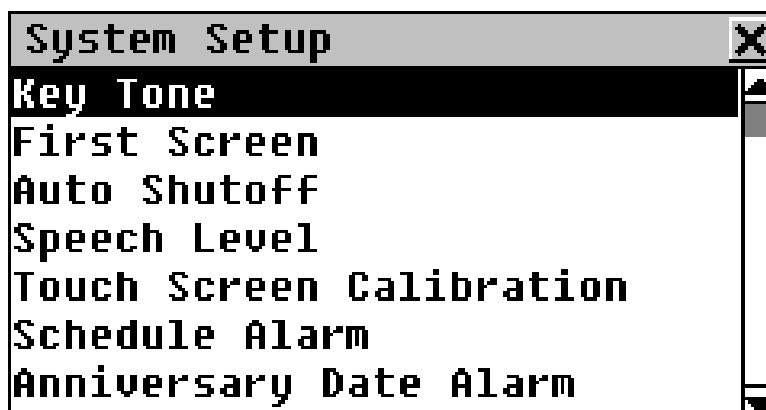 System Setup
Key Tone
First Screen
Auto Shutoff
Speech Level
Touch Screen Calibration
Schedule Alarm
Anniversary Date Alarm